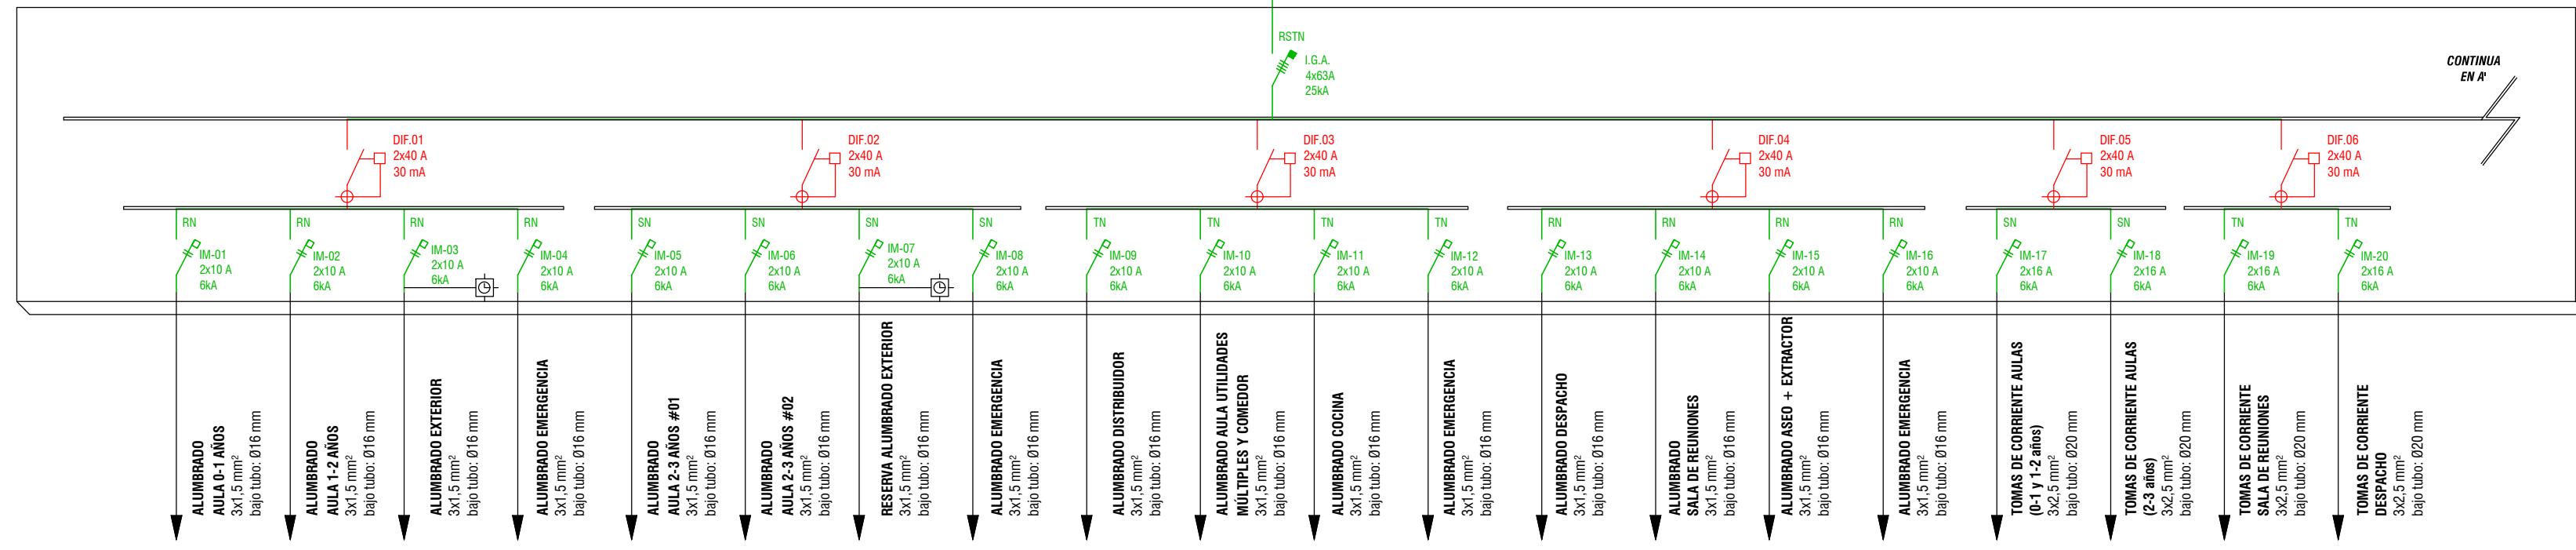 RSTN
I.G.A.
4x63A
25kA
CONTINUA
EN A'
DIF.01
2x40 A
30 mA
DIF.02
2x40 A
30 mA
DIF.03
2x40 A
30 mA
DIF.04
2x40 A
30 mA
DIF.05
2x40 A
30 mA
DIF.06
2x40 A
30 mA
RN
IM-01
2x10 A
6kA
RN
IM-02
2x10 A
6kA
RN
IM-03
2x10 A
6kA
RN
IM-04
2x10 A
6kA
SN
IM-05
2x10 A
6kA
SN
IM-06
2x10 A
6kA
SN
IM-07
2x10 A
6kA
SN
IM-08
2x10 A
6kA
TN
IM-09
2x10 A
6kA
TN
IM-10
2x10 A
6kA
TN
IM-11
2x10 A
6kA
TN
IM-12
2x10 A
6kA
RN
IM-13
2x10 A
6kA
RN
IM-14
2x10 A
6kA
RN
IM-15
2x10 A
6kA
RN
IM-16
2x10 A
6kA
SN
IM-17
2x16 A
6kA
SN
IM-18
2x16 A
6kA
TN
IM-19
2x16 A
6kA
TN
IM-20
2x16 A
6kA
ALUMBRADO
AULA 0-1 AÑOS
3x1,5 mm²
bajo tubo: Ø16 mm
ALUMBRADO
AULA 1-2 AÑOS
3x1,5 mm²
bajo tubo: Ø16 mm
ALUMBRADO EXTERIOR
3x1,5 mm²
bajo tubo: Ø16 mm
ALUMBRADO EMERGENCIA
3x1,5 mm²
bajo tubo: Ø16 mm
ALUMBRADO
AULA 2-3 AÑOS #01
3x1,5 mm²
bajo tubo: Ø16 mm
ALUMBRADO
AULA 2-3 AÑOS #02
3x1,5 mm²
bajo tubo: Ø16 mm
RESERVA ALUMBRADO EXTERIOR
3x1,5 mm²
bajo tubo: Ø16 mm
ALUMBRADO EMERGENCIA
3x1,5 mm²
bajo tubo: Ø16 mm
ALUMBRADO DISTRIBUIDOR
3x1,5 mm²
bajo tubo: Ø16 mm
ALUMBRADO AULA UTILIDADES
MÚLTIPLES Y COMEDOR
3x1,5 mm²
bajo tubo: Ø16 mm
ALUMBRADO COCINA
3x1,5 mm²
bajo tubo: Ø16 mm
ALUMBRADO EMERGENCIA
3x1,5 mm²
bajo tubo: Ø16 mm
ALUMBRADO DESPACHO
3x1,5 mm²
bajo tubo: Ø16 mm
ALUMBRADO
SALA DE REUNIONES
3x1,5 mm²
bajo tubo: Ø16 mm
ALUMBRADO ASEO + EXTRACTOR
3x1,5 mm²
bajo tubo: Ø16 mm
ALUMBRADO EMERGENCIA
3x1,5 mm²
bajo tubo: Ø16 mm
TOMAS DE CORRIENTE AULAS
(0-1 y 1-2 años)
3x2,5 mm²
bajo tubo: Ø20 mm
TOMAS DE CORRIENTE AULAS
(2-3 años)
3x2,5 mm²
bajo tubo: Ø20 mm
TOMAS DE CORRIENTE
SALA DE REUNIONES
3x2,5 mm²
bajo tubo: Ø20 mm
TOMAS DE CORRIENTE
DESPACHO
3x2,5 mm²
bajo tubo: Ø20 mm